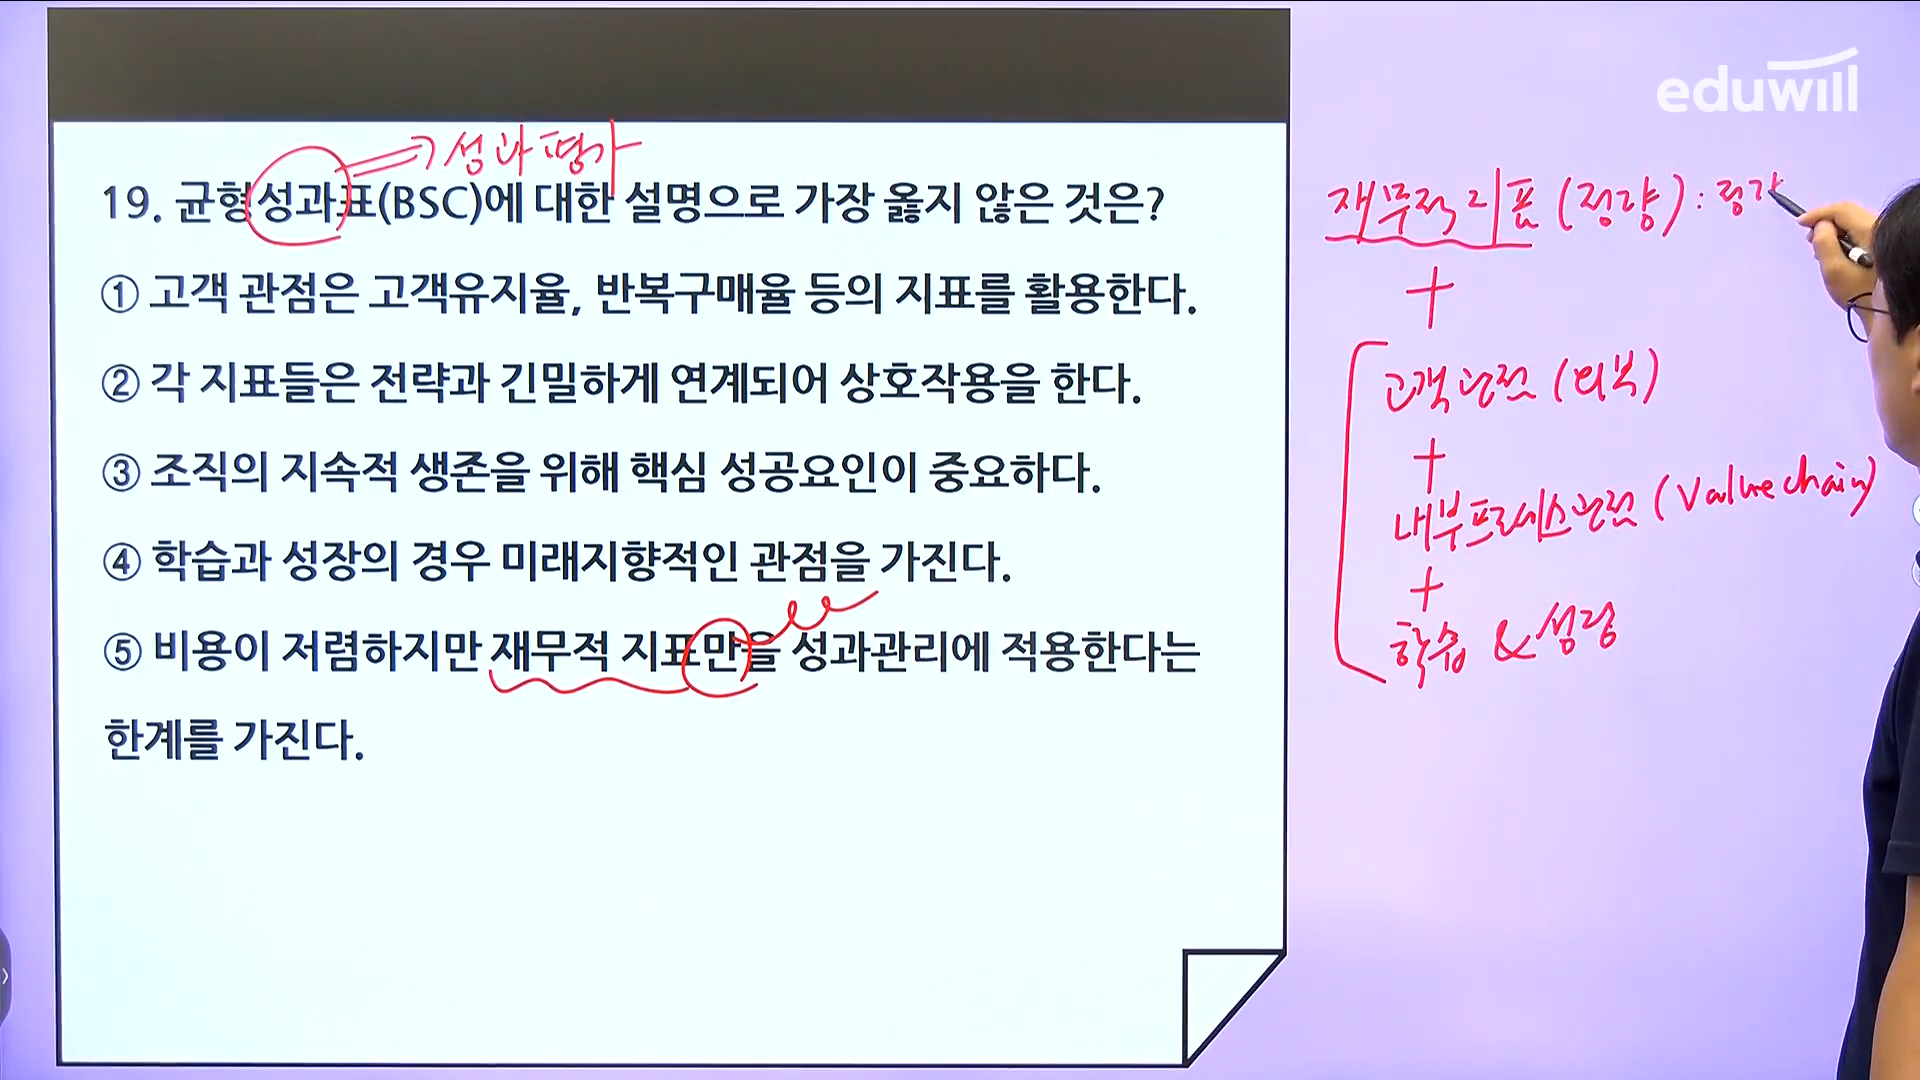 eduwill
성과평가
19. 균형성과표(BSC)에 대한 설명으로 가장 옳지 않은 것은?
① 고객 관점은 고객유지율, 반복구매율 등의 지표를 활용한다.
② 각 지표들은 전략과 긴밀하게 연계되어 상호작용을 한다.
③ 조직의 지속적 생존을 위해 핵심 성공요인이 중요하다.
④ 학습과 성장의 경우 미래지향적인 관점을 가진다.
⑤ 비용이 저렴하지만 재무적 지표만을 성과관리에 적용한다는
한계를 가진다.
재무적 지표 (정량) :
+
고객관점 (외부)
+
내부프로세스관점 (Value chain)
+
학습 & 성장